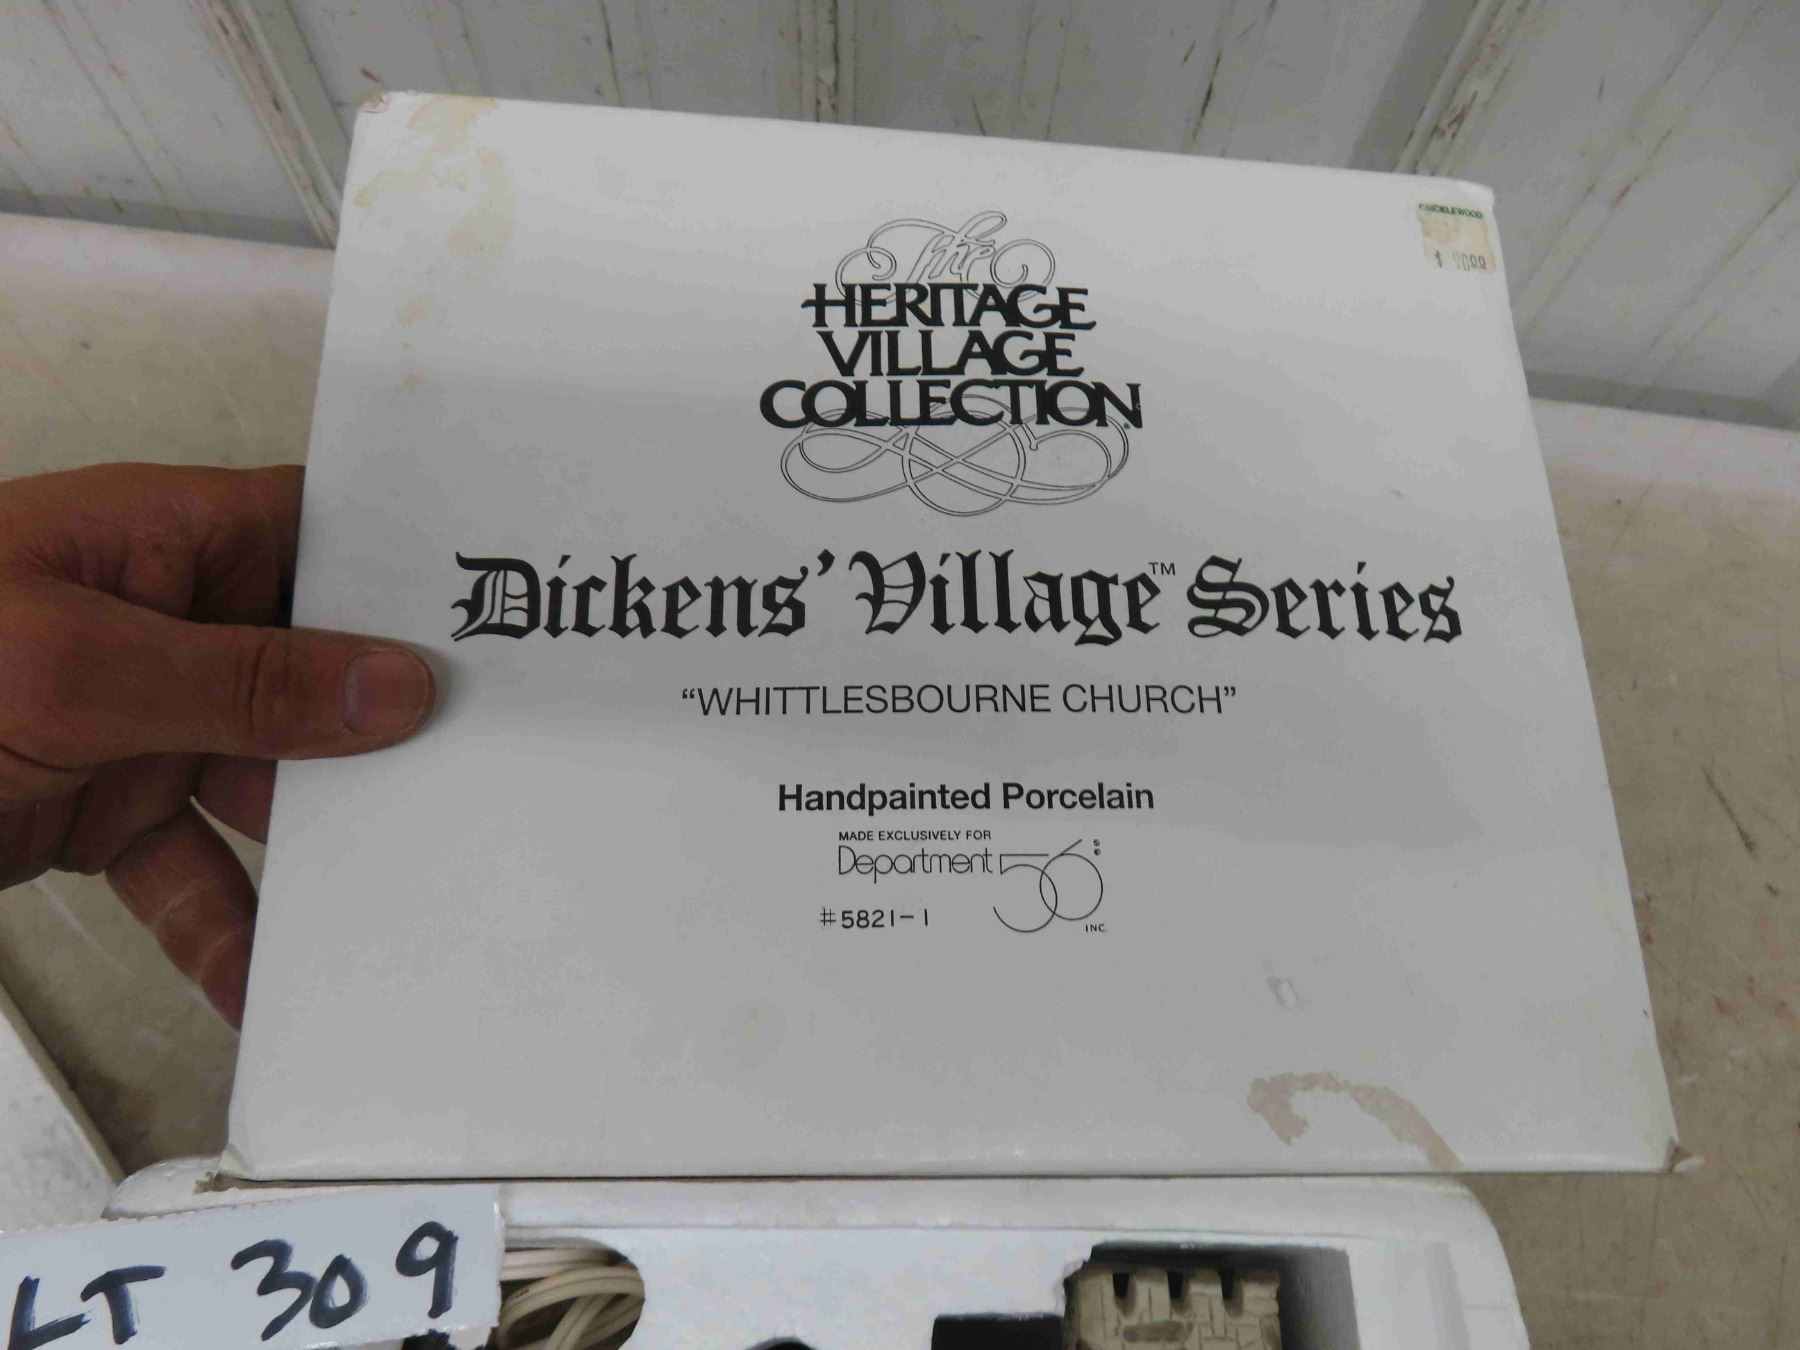 The
HERITAGE
VILLAGE
COLLECTION®
Dickens' Village™ Series
"WHITTLESBOURNE CHURCH"
Handpainted Porcelain
MADE EXCLUSIVELY FOR
Department 56®
INC.
#5821-1
LT 309